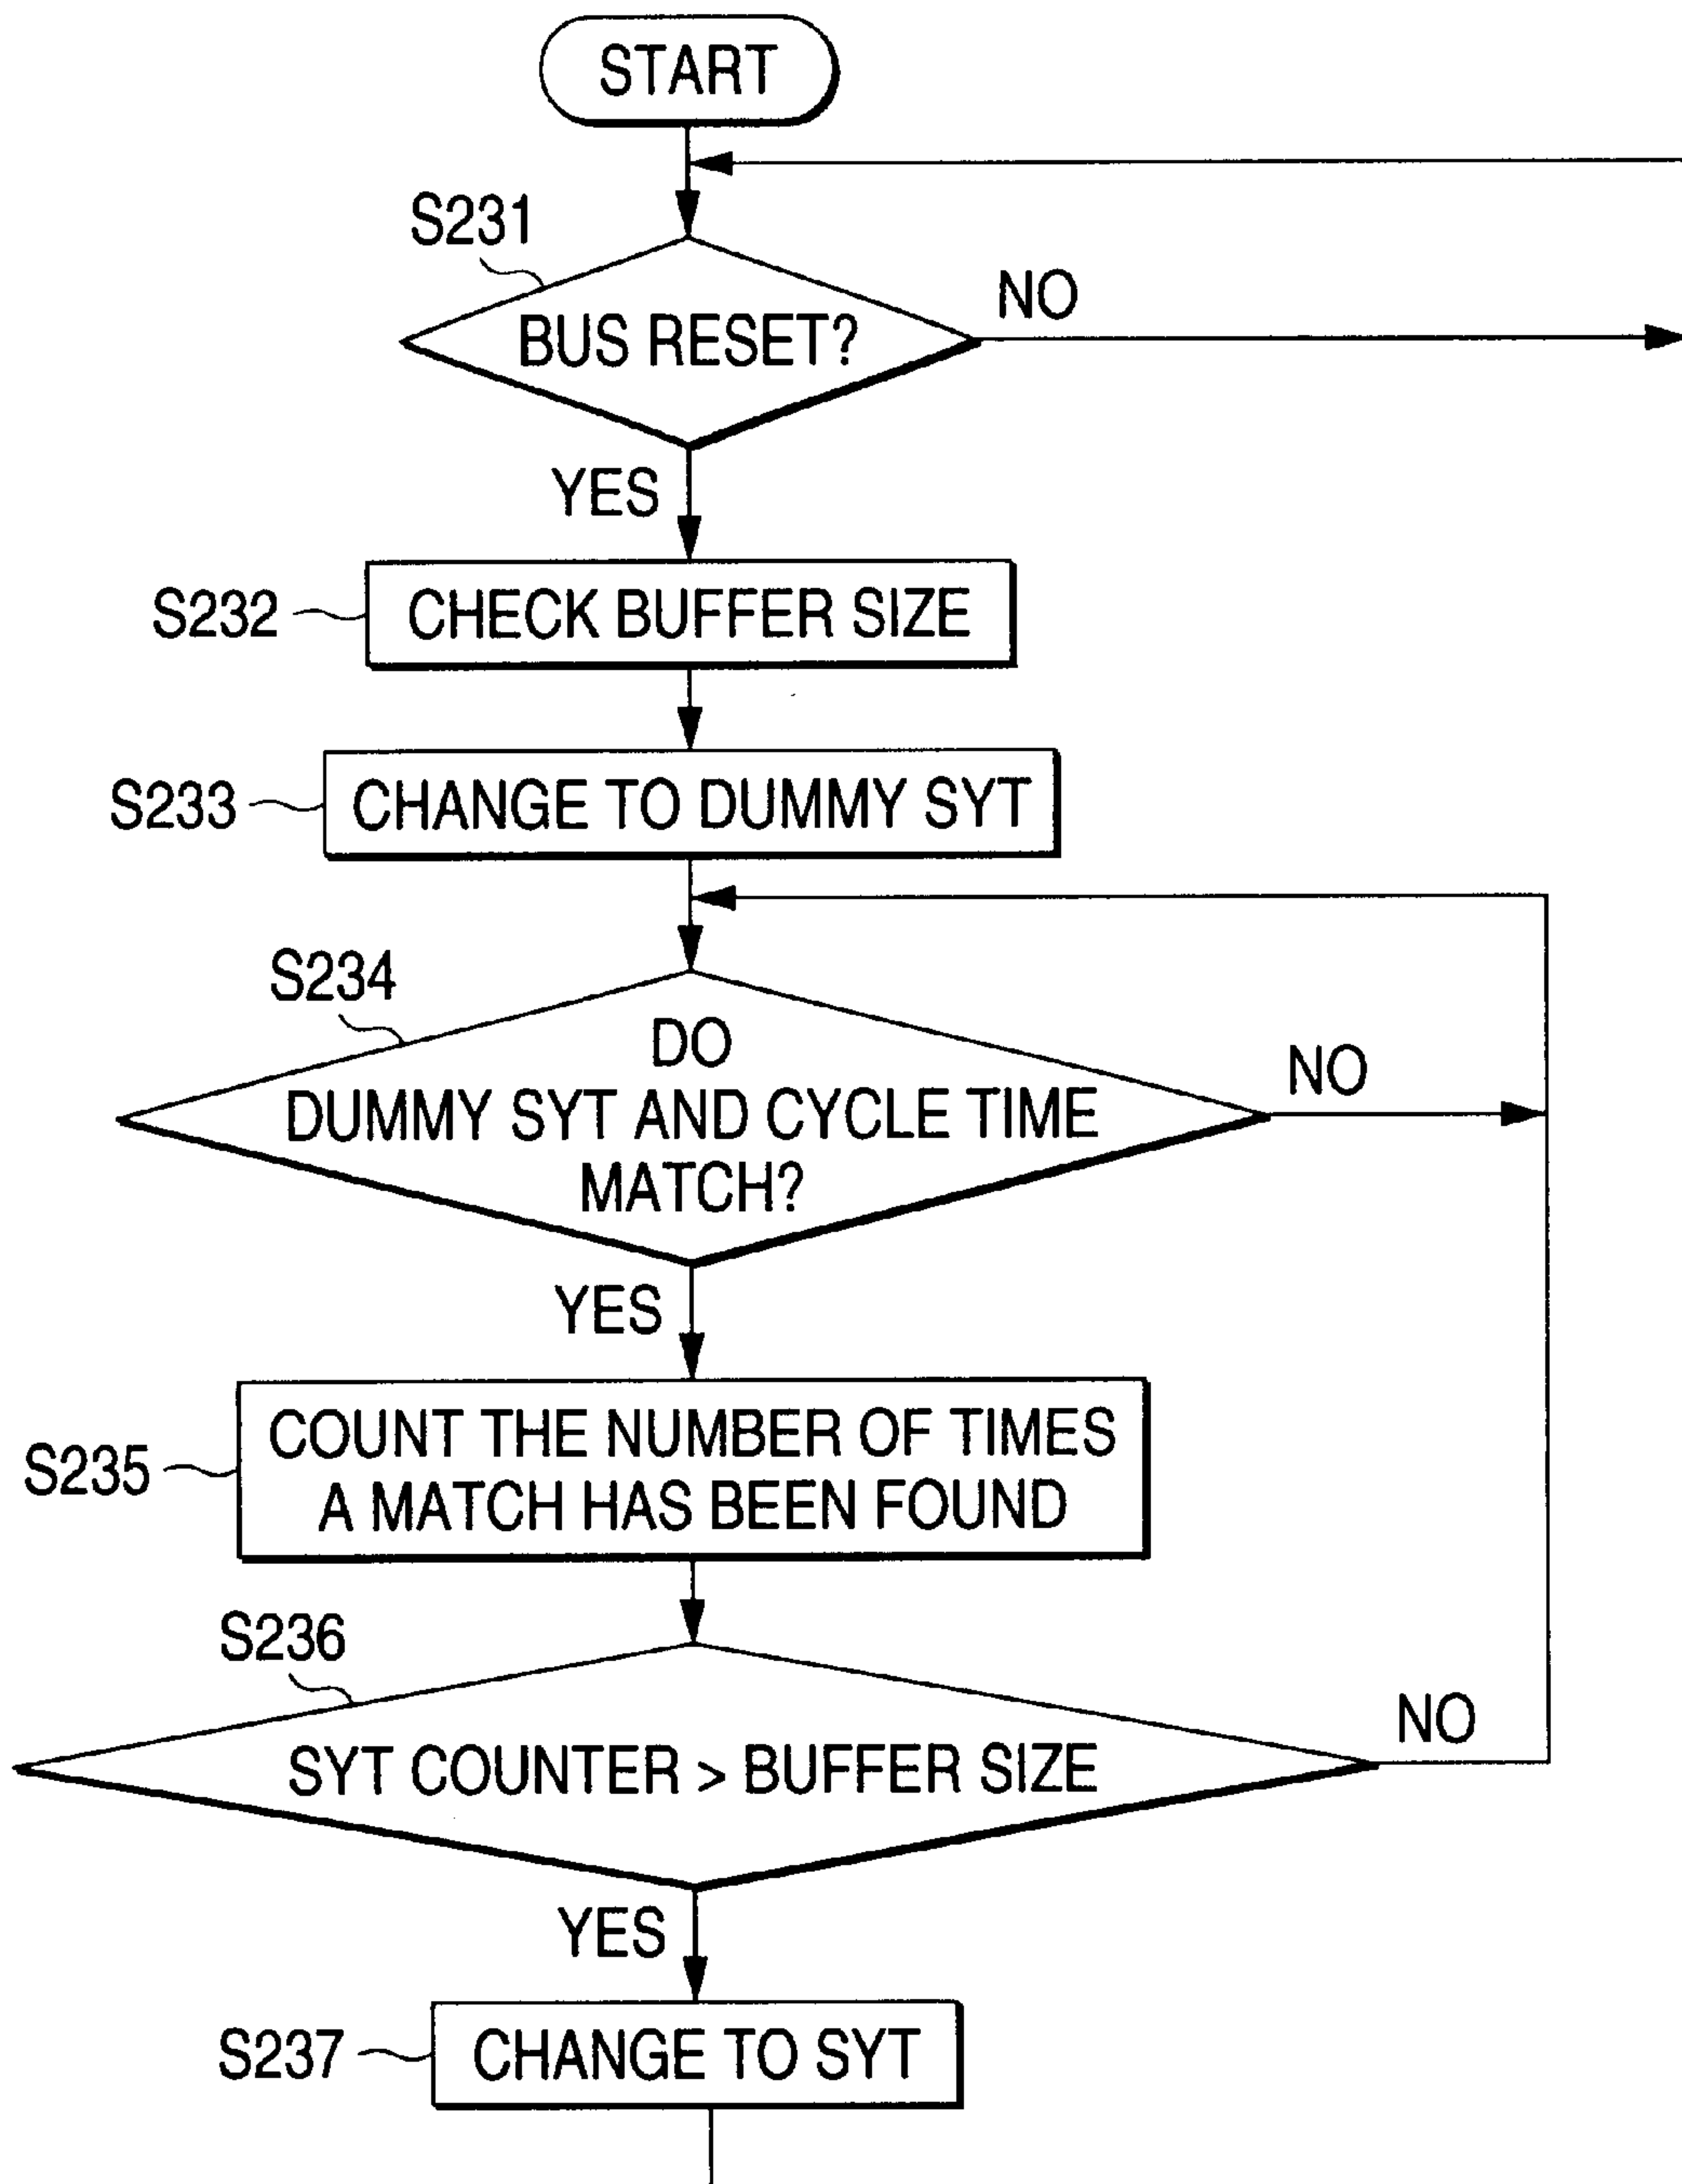 START
S231
BUS RESET?
NO
YES
S232
CHECK BUFFER SIZE
S233
CHANGE TO DUMMY SYT
S234
DO
DUMMY SYT AND CYCLE TIME
MATCH?
NO
YES
S235
COUNT THE NUMBER OF TIMES
A MATCH HAS BEEN FOUND
S236
SYT COUNTER > BUFFER SIZE
NO
YES
S237
CHANGE TO SYT